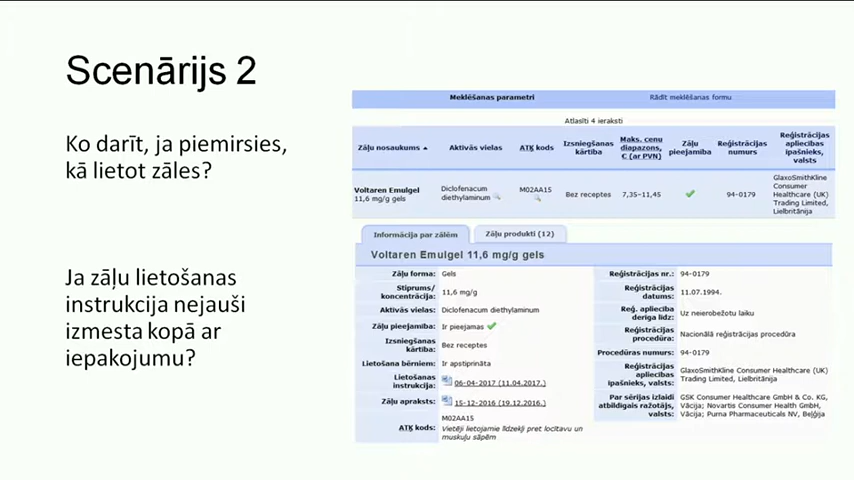 Scenārijs 2
Ko darīt, ja piemirsies,
kā lietot zāles?
Ja zāļu lietošanas
instrukcija nejauši
izmesta kopā ar
iepakojumu?
Meklēšanas parametri
Rādīt meklēšanas formu
Atlasīti 4 ieraksti
Zāļu nosaukums
Aktīvās vielas
ATĶ kods
Izsniegšanas
kārtība
Maks. cenu
diapazons,
€ (ar PVN)
Zāļu
pieejamība
Reģistrācijas
numurs
Reģistrācijas
apliecības
īpašnieks,
valsts
Voltaren Emulgel
11,6 mg/g gels
Diclofenacum
diethylaminum
M02AA15
Bez receptes
7,35-11,45
94-0179
GlaxoSmithKline
Consumer
Healthcare (UK)
Trading Limited,
Lielbritānija
Informācija par zālēm
Zāļu produkti (12)
Voltaren Emulgel 11,6 mg/g gels
Zāļu forma: Gels
Stiprums/
koncentrācija: 11,6 mg/g
Aktīvās vielas: Diclofenacum diethylaminum
Zāļu pieejamība: Ir pieejamas
Izsniegšanas
kārtība: Bez receptes
Lietošana bērniem: Ir apstiprināta
Lietošanas
instrukcija: 06-04-2017 (11.04.2017.)
Zāļu apraksts: 15-12-2016 (19.12.2016.)
ATĶ kods: M02AA15
Vietēji lietojamie līdzekļi pret locītavu un
muskuļu sāpēm
Reģistrācijas nr.: 94-0179
Reģistrācijas
datums: 11.07.1994.
Reģ. apliecība
derīga līdz: Uz neierobežotu laiku
Reģistrācijas
procedūra: Nacionālā reģistrācijas procedūra
Procedūras numurs: 94-0179
Reģistrācijas
apliecības
īpašnieks, valsts: GlaxoSmithKline Consumer Healthcare (UK)
Trading Limited, Lielbritānija
Par sērijas izlaidi
atbildīgais ražotājs,
valsts: GSK Consumer Healthcare GmbH & Co. KG,
Vācija; Novartis Consumer Health GmbH,
Vācija; Purna Pharmaceuticals NV, Beļģija